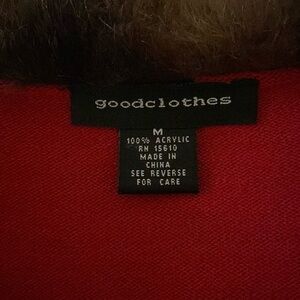 goodclothes
M
100% ACRYLIC
RN 15610
MADE IN
CHINA
SEE REVERSE
FOR CARE